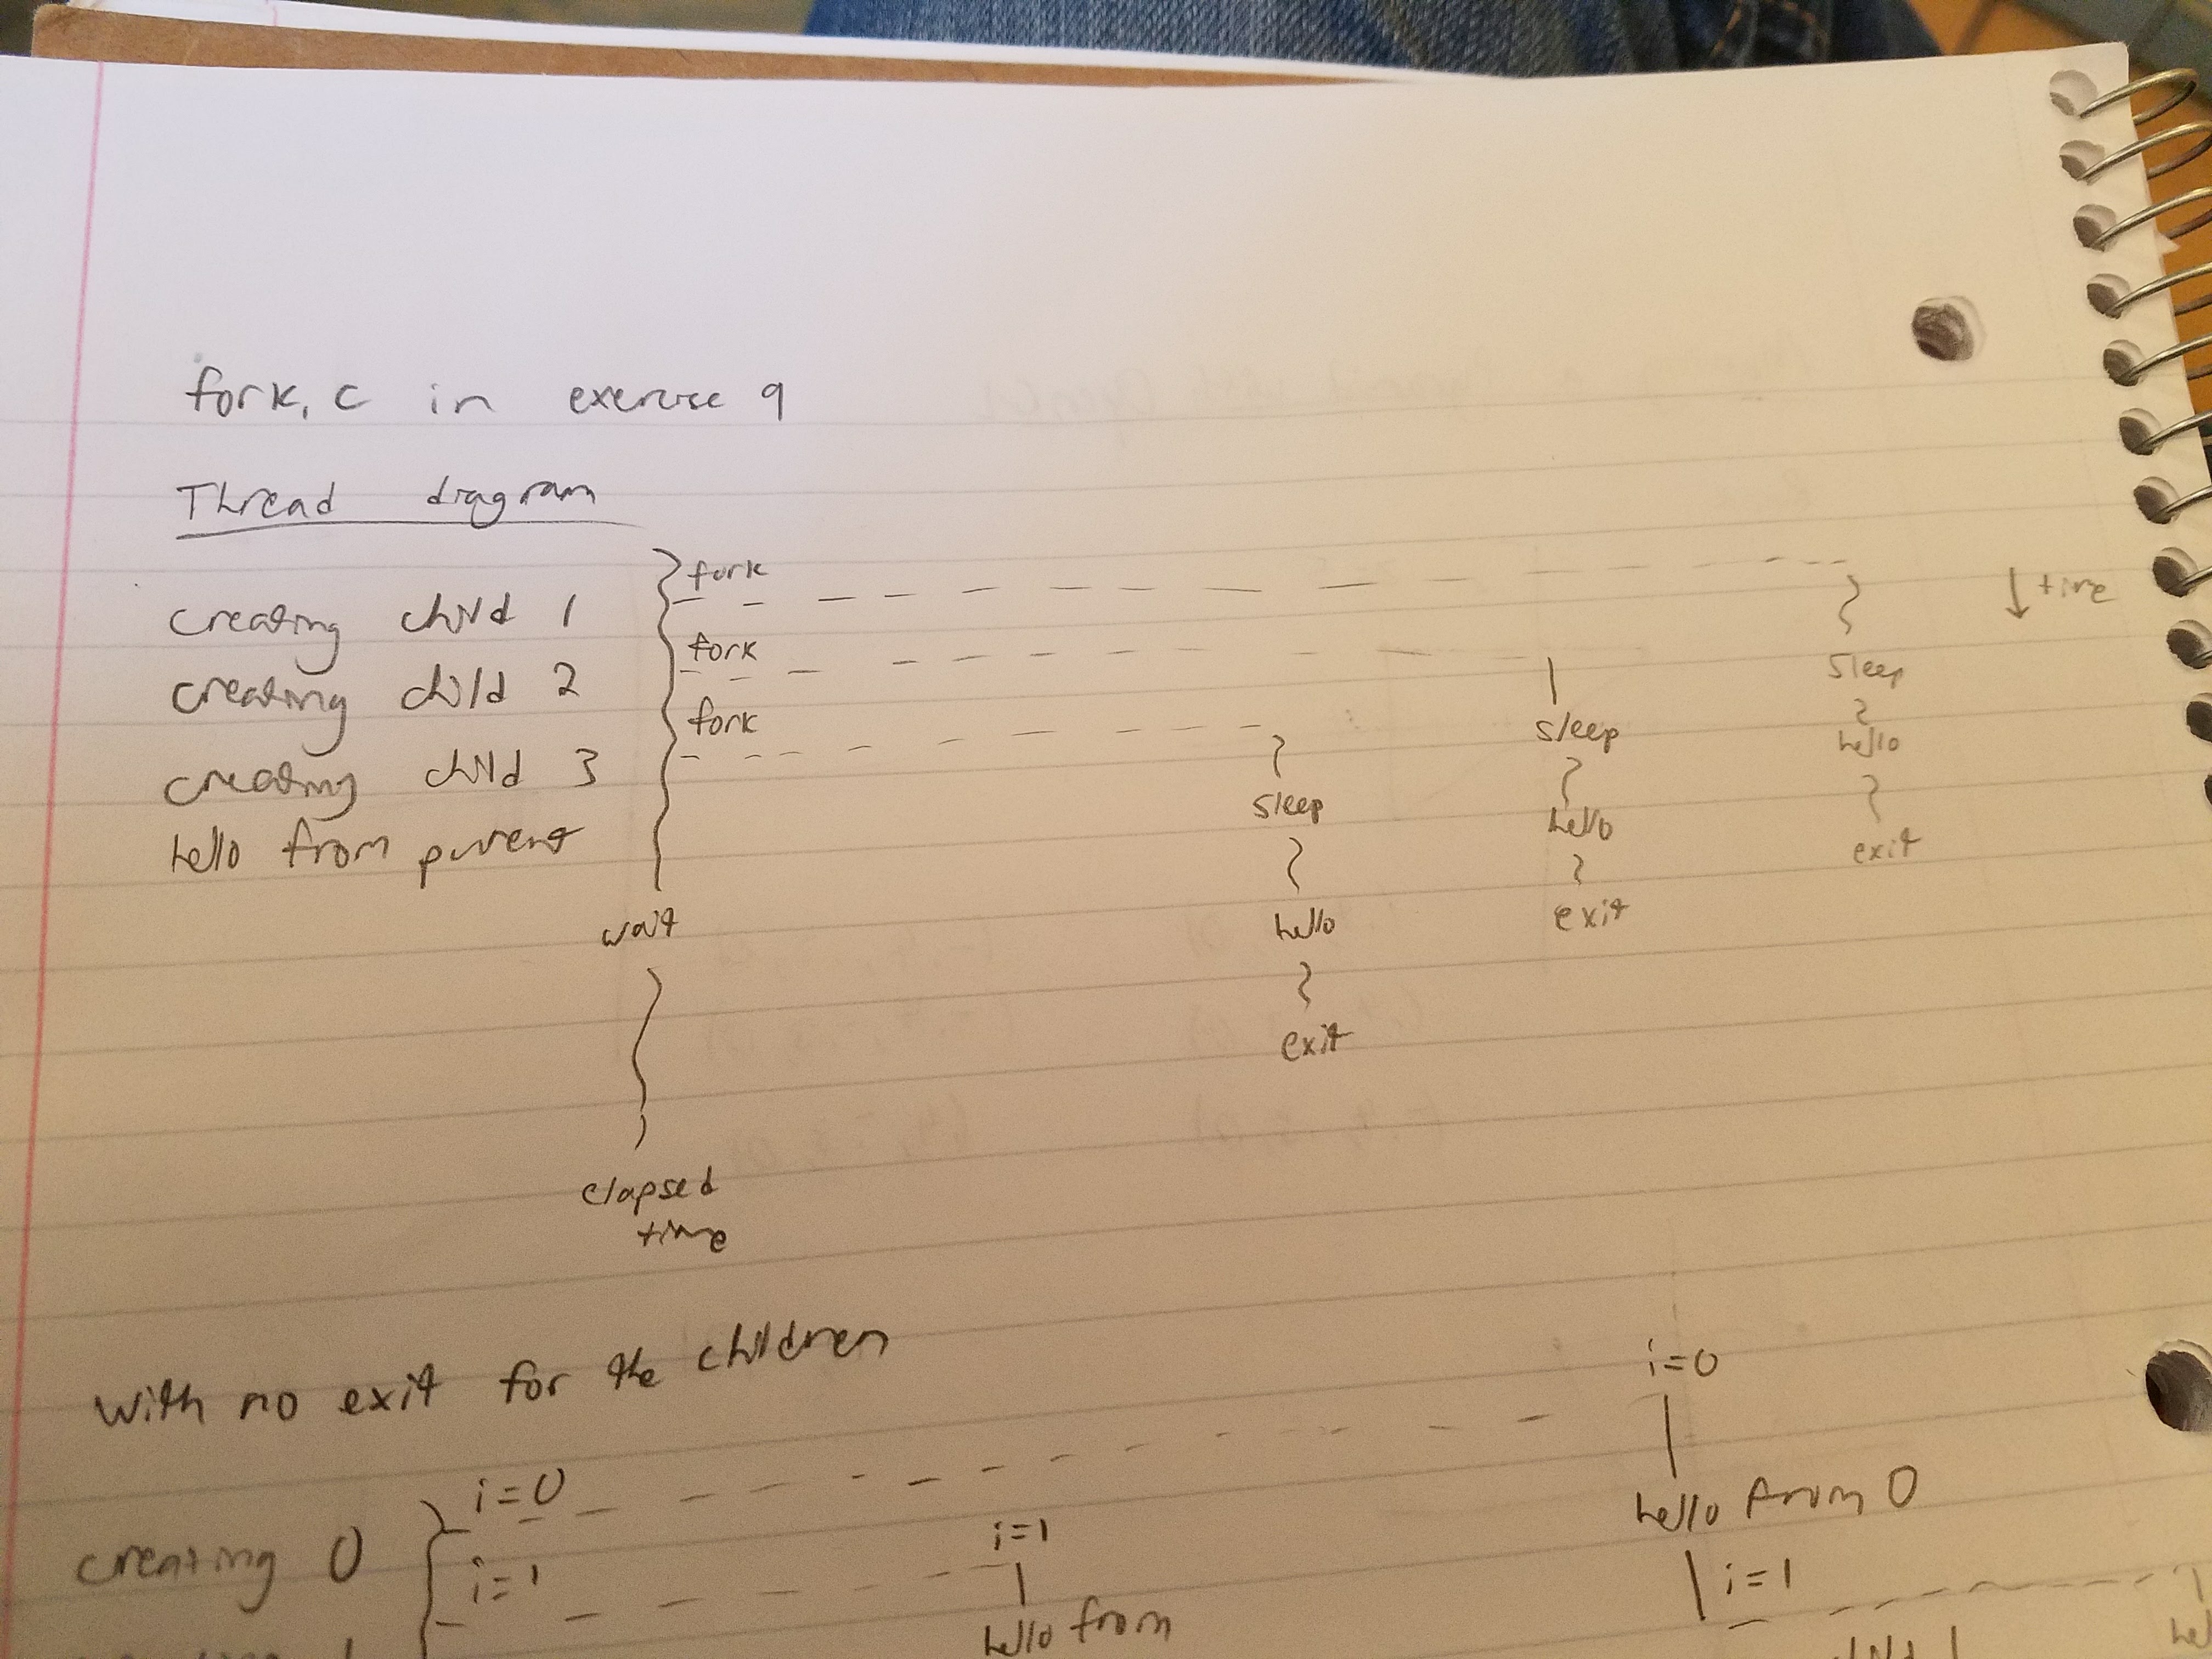 fork.c in exercise 9
Thread diagram
fork
creating child 1
↓ time
fork
creating child 2
sleep
fork
sleep
hello
creating child 3
sleep
hello
exit
hello from parent
wait
hello
exit
exit
elapsed
time
with no exit for the children
i=0
i=0
hello from 0
creating 0
i=1
i=1
i=1
hello from